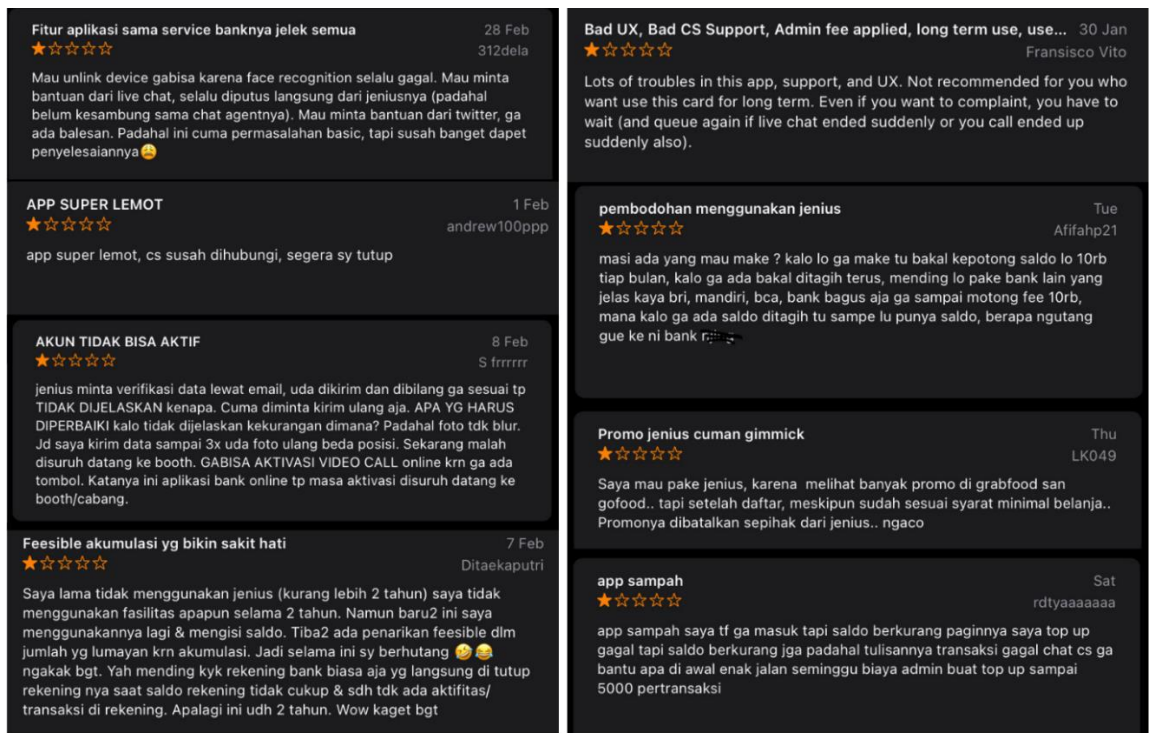 Fitur aplikasi sama service banknya jelek semua
28 Feb
312dela
Mau unlink device gabisa karena face recognition selalu gagal. Mau minta
bantuan dari live chat, selalu diputus langsung dari jeniusnya (padahal
belum kesambung sama chat agentnya). Mau minta bantuan dari twitter, ga
ada balesan. Padahal ini cuma permasalahan basic, tapi susah banget dapet
penyelesaiannya😩
APP SUPER LEMOT
1 Feb
andrew100ppp
app super lemot, cs susah dihubungi, segera sy tutup
AKUN TIDAK BISA AKTIF
8 Feb
S frrrrrr
jenius minta verifikasi data lewat email, uda dikirim dan dibilang ga sesuai tp
TIDAK DIJELASKAN kenapa. Cuma diminta kirim ulang aja. APA YG HARUS
DIPERBAIKI kalo tidak dijelaskan kekurangan dimana? Padahal foto tdk blur.
Jd saya kirim data sampai 3x uda foto ulang beda posisi. Sekarang malah
disuruh datang ke booth. GABISA AKTIVASI VIDEO CALL online krn ga ada
tombol. Katanya ini aplikasi bank online tp masa aktivasi disuruh datang ke
booth/cabang.
Feesible akumulasi yg bikin sakit hati
7 Feb
Ditaekaputri
Saya lama tidak menggunakan jenius (kurang lebih 2 tahun) saya tidak
menggunakan fasilitas apapun selama 2 tahun. Namun baru2 ini saya
menggunakannya lagi & mengisi saldo. Tiba2 ada penarikan feesible dlm
jumlah yg lumayan krn akumulasi. Jadi selama ini sy berhutang 🤣😂
ngakak bgt. Yah mending kyk rekening bank biasa aja yg langsung di tutup
rekening nya saat saldo rekening tidak cukup & sdh tdk ada aktifitas/
transaksi di rekening. Apalagi ini udh 2 tahun. Wow kaget bgt
Bad UX, Bad CS Support, Admin fee applied, long term use, use...
30 Jan
Fransisco Vito
Lots of troubles in this app, support, and UX. Not recommended for you who
want use this card for long term. Even if you want to complaint, you have to
wait (and queue again if live chat ended suddenly or you call ended up
suddenly also).
pembodohan menggunakan jenius
Tue
Afifahp21
masi ada yang mau make ? kalo lo ga make tu bakal kepotong saldo lo 10rb
tiap bulan, kalo ga ada bakal ditagih terus, mending lo pake bank lain yang
jelas kaya bri, mandiri, bca, bank bagus aja ga sampai motong fee 10rb,
mana kalo ga ada saldo ditagih tu sampe lu punya saldo, berapa ngutang
gue ke ni bank
Promo jenius cuman gimmick
Thu
LK049
Saya mau pake jenius, karena melihat banyak promo di grabfood san
gofood.. tapi setelah daftar, meskipun sudah sesuai syarat minimal belanja..
Promonya dibatalkan sepihak dari jenius.. ngaco
app sampah
Sat
rdtyaaaaaaa
app sampah saya tf ga masuk tapi saldo berkurang paginnya saya top up
gagal tapi saldo berkurang jga padahal tulisannya transaksi gagal chat cs ga
bantu apa di awal enak jalan seminggu biaya admin buat top up sampai
5000 pertransaksi